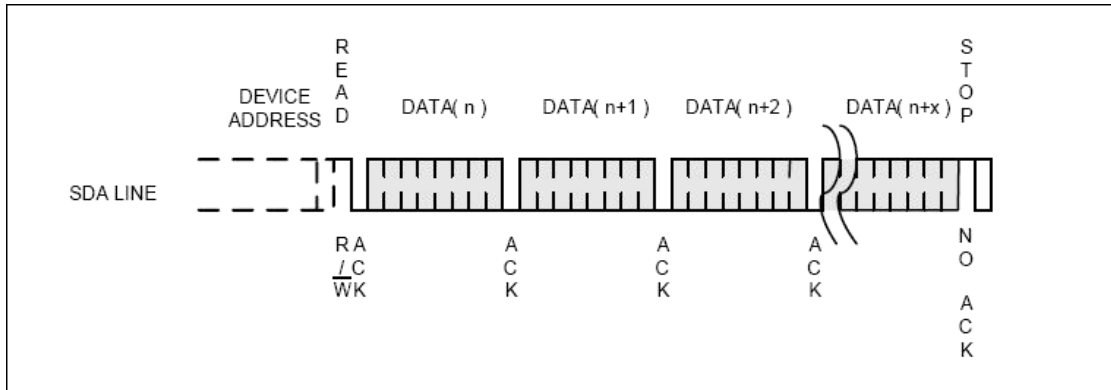 READ
STOP
DEVICE
ADDRESS
DATA( n )
DATA( n+1 )
DATA( n+2 )
DATA( n+x )
SDA LINE
R/W
ACK
ACK
ACK
ACK
NO ACK